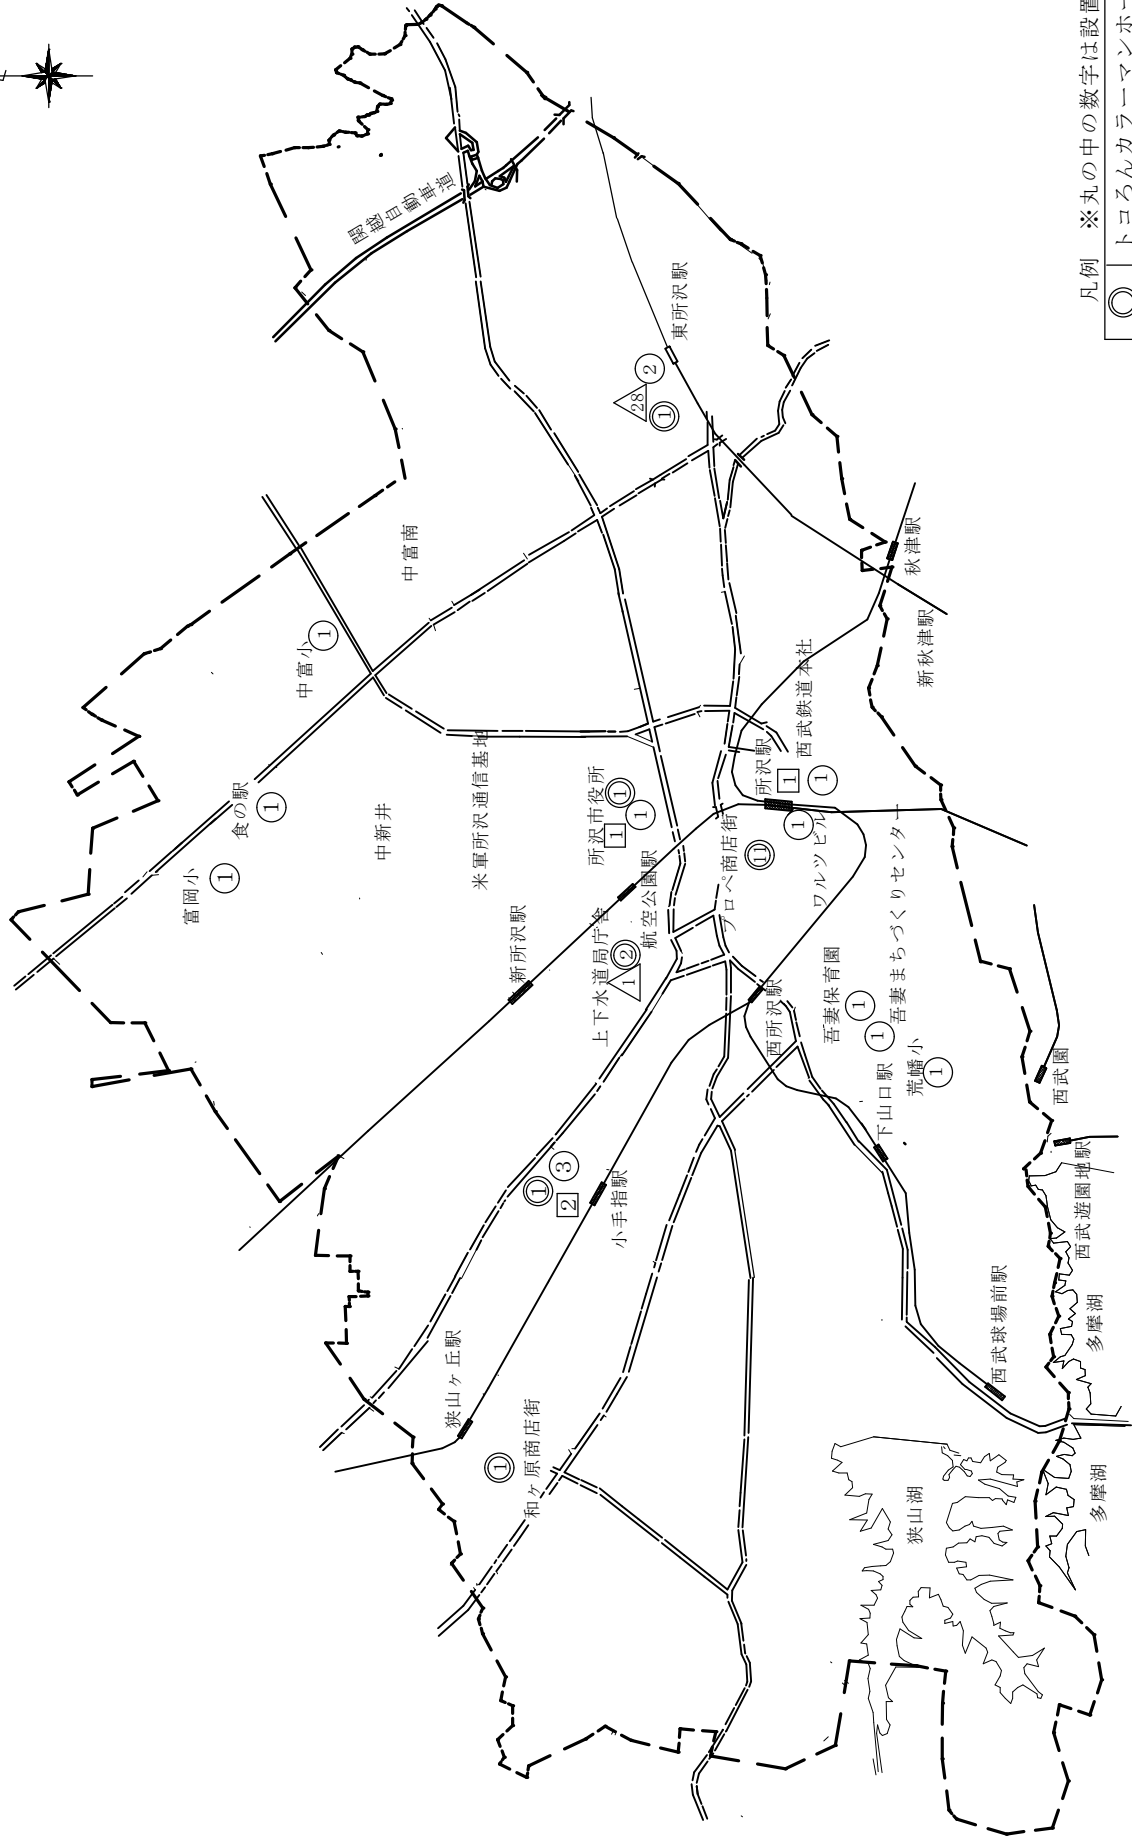 凡例 ※丸の中の数字は設置
◎ トコろんカラーマンホー
関越自動車道
東所沢駅
2
28
1
中富南
秋津駅
新秋津駅
中富小
1
西武鉄道本社
所沢駅
1
1
米軍所沢通信基地
所沢市役所
1
1
1
食の駅
1
中新井
プロペ商店街
11
1
ワルツビル
富岡小
1
航空公園駅
吾妻まちづくりセンター
新所沢駅
上下水道局庁舎
2
1
西所沢駅
吾妻保育園
1
1
荒幡小
1
下山口駅
西武園
西武遊園地駅
3
1
2
小手指駅
西武球場前駅
多摩湖
狭山ヶ丘駅
和ヶ原商店街
1
狭山湖
多摩湖